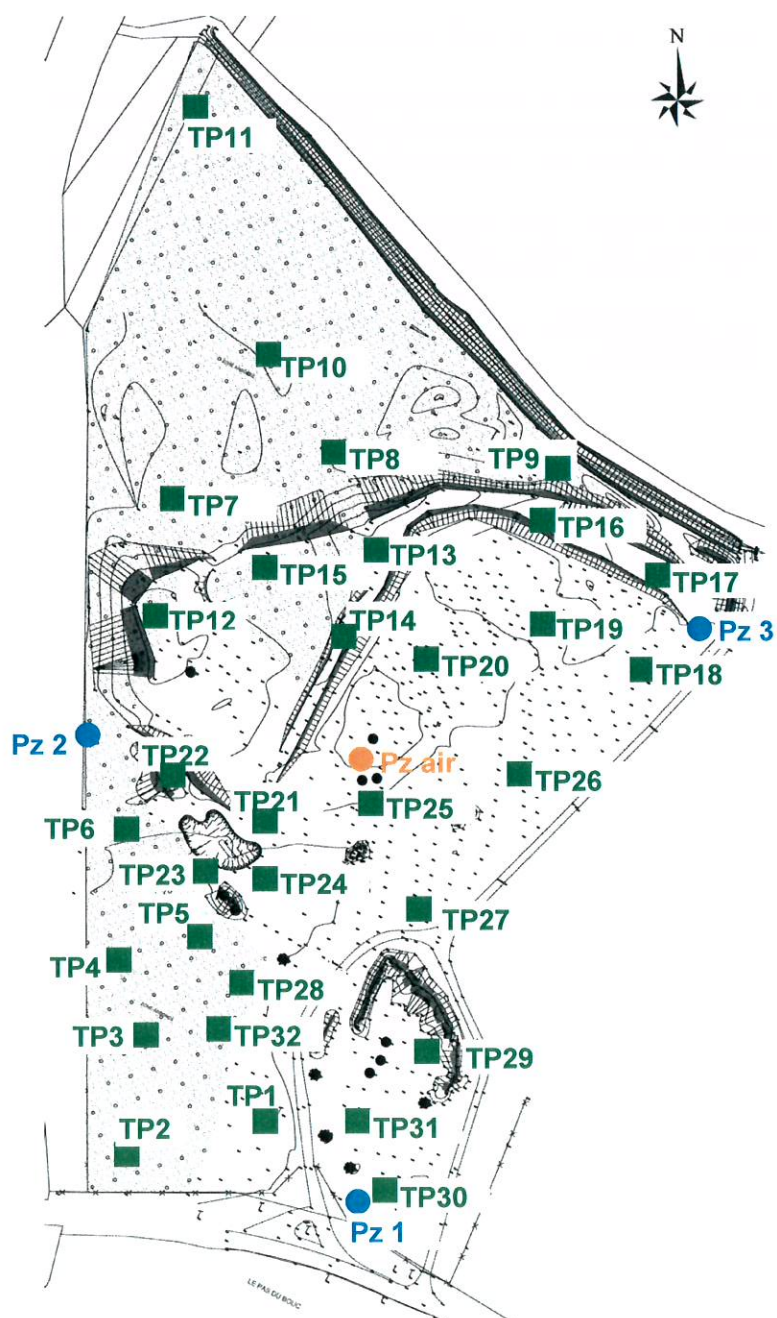 N
TP11
TP10
TP8
TP9
TP7
TP16
TP13
TP15
TP17
TP12
TP14
TP19
Pz 3
TP20
TP18
Pz 2
Pz air
TP22
TP26
TP21
TP25
TP6
TP23
TP24
TP27
TP5
TP4
TP28
TP3
TP32
TP29
TP1
TP31
TP2
TP30
Pz 1
LE PAS DU BOUC